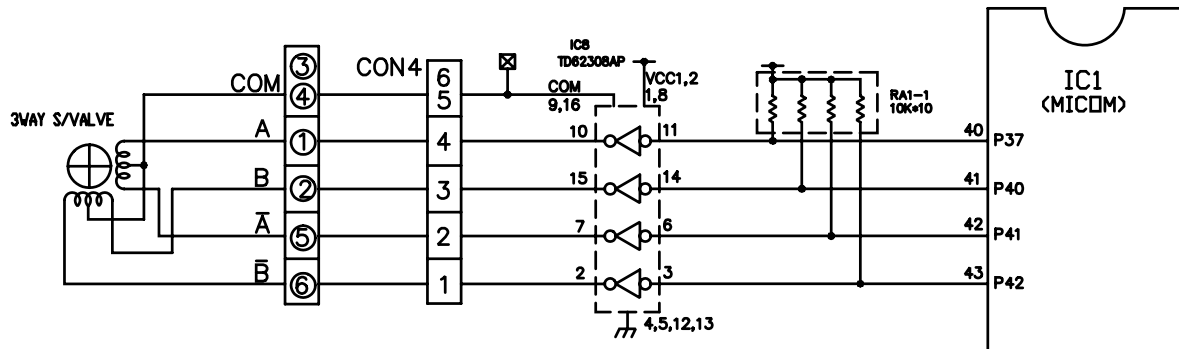 IC8
TD62308AP
IC1
(MICOM)
3WAY S/VALVE
COM
CON4
COM
9,16
VCC1,2
1,8
RA1-1
10K*10
③
④
6
5
A
①
4
10
11
40
P37
B
②
3
15
14
41
P40
A̅
⑤
2
7
6
42
P41
B̅
⑥
1
2
3
43
P42
4,5,12,13